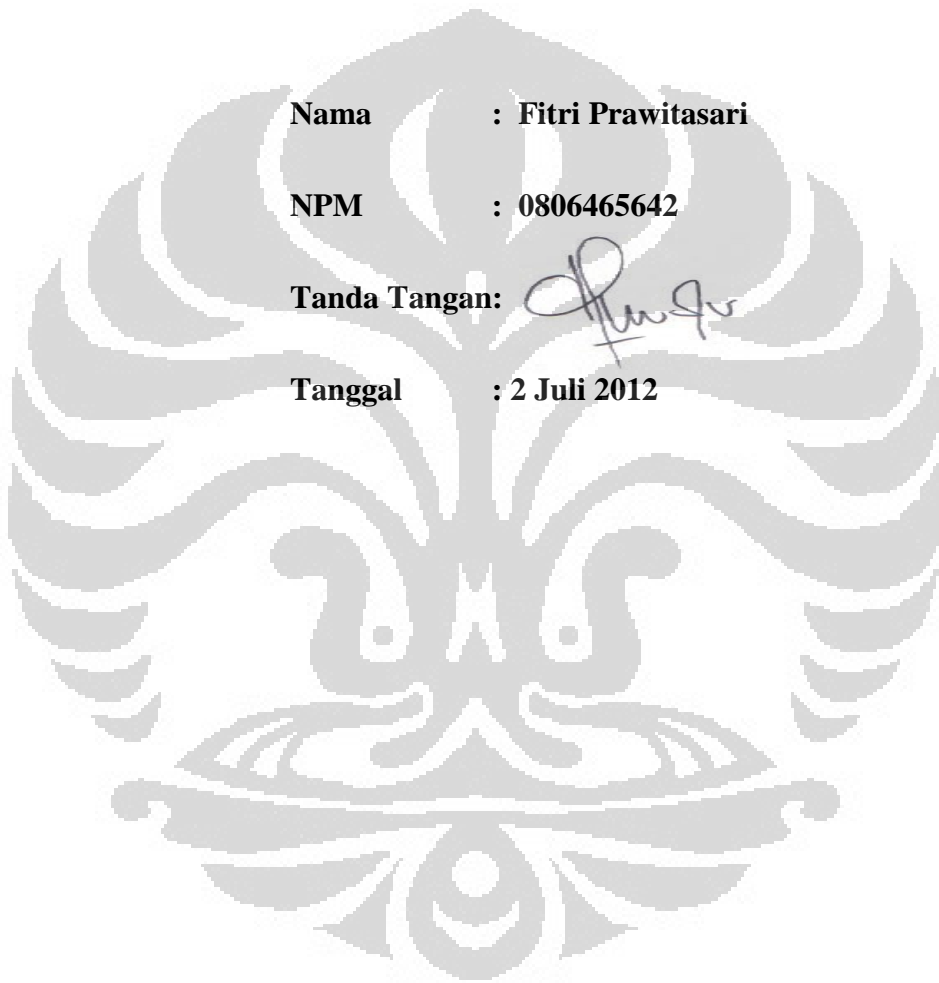 Nama : Fitri Prawitasari
NPM : 0806465642
Tanda Tangan:
Tanggal : 2 Juli 2012